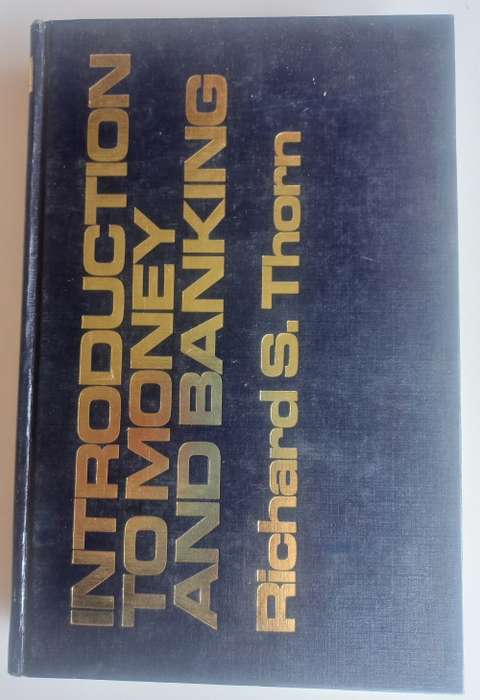 INTRODUCTION
TO MONEY
AND BANKING
Richard S. Thorn